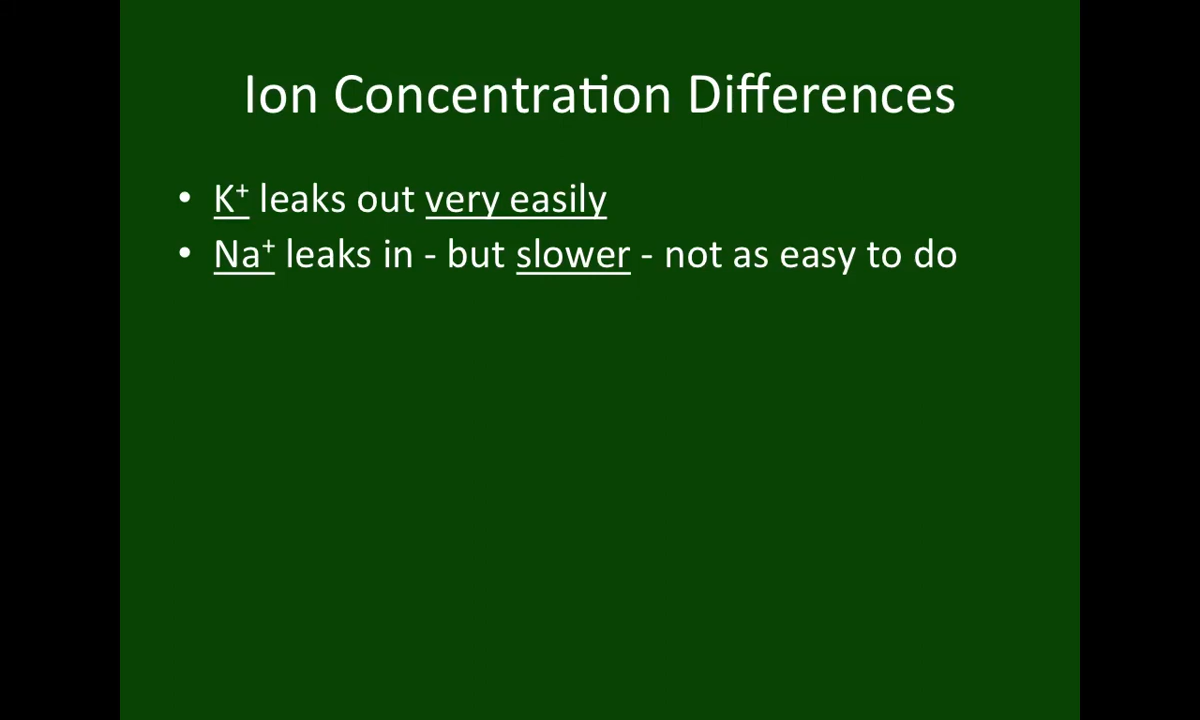 Ion Concentration Differences
• K⁺ leaks out very easily
• Na⁺ leaks in - but slower - not as easy to do